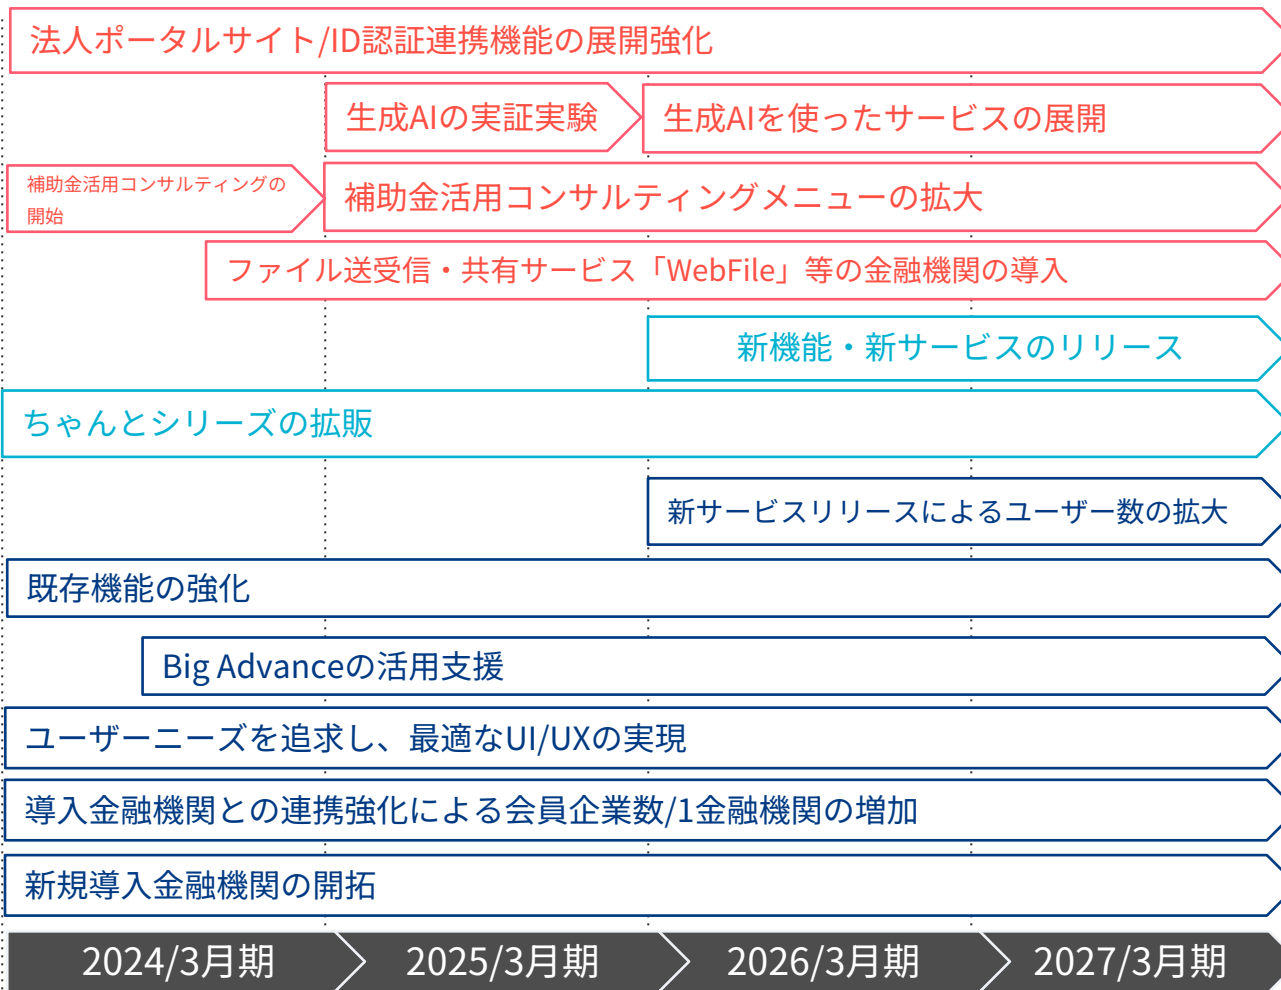 法人ポータルサイト/ID認証連携機能の展開強化
生成AIの実証実験
生成AIを使ったサービスの展開
補助金活用コンサルティングの
開始
補助金活用コンサルティングメニューの拡大
ファイル送受信・共有サービス「WebFile」等の金融機関の導入
新機能・新サービスのリリース
ちゃんとシリーズの拡販
新サービスリリースによるユーザー数の拡大
既存機能の強化
Big Advanceの活用支援
ユーザーニーズを追求し、最適なUI/UXの実現
導入金融機関との連携強化による会員企業数/1金融機関の増加
新規導入金融機関の開拓
2024/3月期
2025/3月期
2026/3月期
2027/3月期